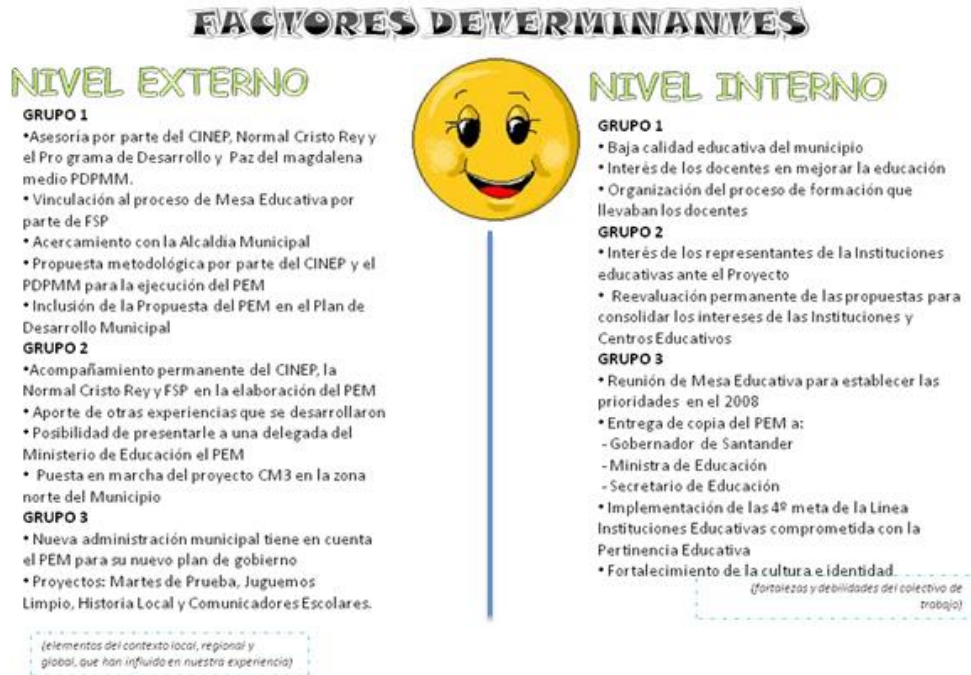 FACTORES DETERMINANTES
NIVEL EXTERNO
GRUPO 1
•Asesoría por parte del CINEP, Normal Cristo Rey y
el Pro grama de Desarrollo y Paz del magdalena
medio PDPMM.
• Vinculación al proceso de Mesa Educativa por
parte de FSP
• Acercamiento con la Alcaldía Municipal
• Propuesta metodológica por parte del CINEP y el
PDPMM para la ejecución del PEM
• Inclusión de la Propuesta del PEM en el Plan de
Desarrollo Municipal
GRUPO 2
•Acompañamiento permanente del CINEP, la
Normal Cristo Rey y FSP en la elaboración del PEM
• Aporte de otras experiencias que se desarrollaron
• Posibilidad de presentarle a una delegada del
Ministerio de Educación el PEM
• Puesta en marcha del proyecto CM3 en la zona
norte del Municipio
GRUPO 3
• Nueva administración municipal tiene en cuenta
el PEM para su nuevo plan de gobierno
• Proyectos: Martes de Prueba, Juguemos
Limpio, Historia Local y Comunicadores Escolares.
(elementos del contexto local, regional y
global, que han influido en nuestra experiencia)
NIVEL INTERNO
GRUPO 1
• Baja calidad educativa del municipio
• Interés de los docentes en mejorar la educación
• Organización del proceso de formación que
llevaban los docentes
GRUPO 2
• Interés de los representantes de la Instituciones
educativas ante el Proyecto
• Reevaluación permanente de las propuestas para
consolidar los intereses de las Instituciones y
Centros Educativos
GRUPO 3
• Reunión de Mesa Educativa para establecer las
prioridades en el 2008
• Entrega de copia del PEM a:
- Gobernador de Santander
- Ministra de Educación
- Secretario de Educación
• Implementación de las 4º meta de la Linea
Instituciones Educativas comprometida con la
Pertinencia Educativa
• Fortalecimiento de la cultura e identidad
(fortalezas y debilidades del colectivo de
trabajo)